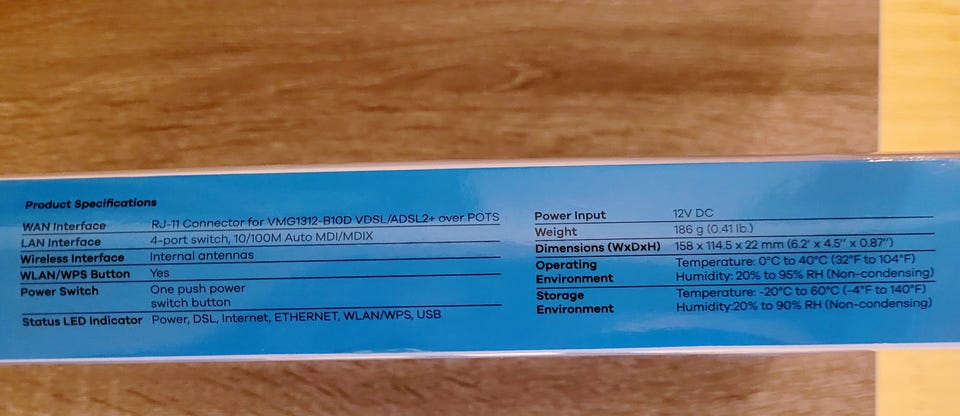 Product Specifications
WAN Interface RJ-11 Connector for VMG1312-B10D VDSL/ADSL2+ over POTS
LAN Interface 4-port switch, 10/100M Auto MDI/MDIX
Wireless Interface Internal antennas
WLAN/WPS Button Yes
Power Switch One push power
switch button
Status LED Indicator Power, DSL, Internet, ETHERNET, WLAN/WPS, USB
Power Input 12V DC
Weight 186 g (0.41 lb.)
Dimensions (WxDxH) 158 x 114.5 x 22 mm (6.2' x 4.5'' x 0.87'')
Operating Temperature: 0°C to 40°C (32°F to 104°F)
Environment Humidity: 20% to 95% RH (Non-condensing)
Storage Temperature: -20°C to 60°C (-4°F to 140°F)
Environment Humidity:20% to 90% RH (Non-condensing)